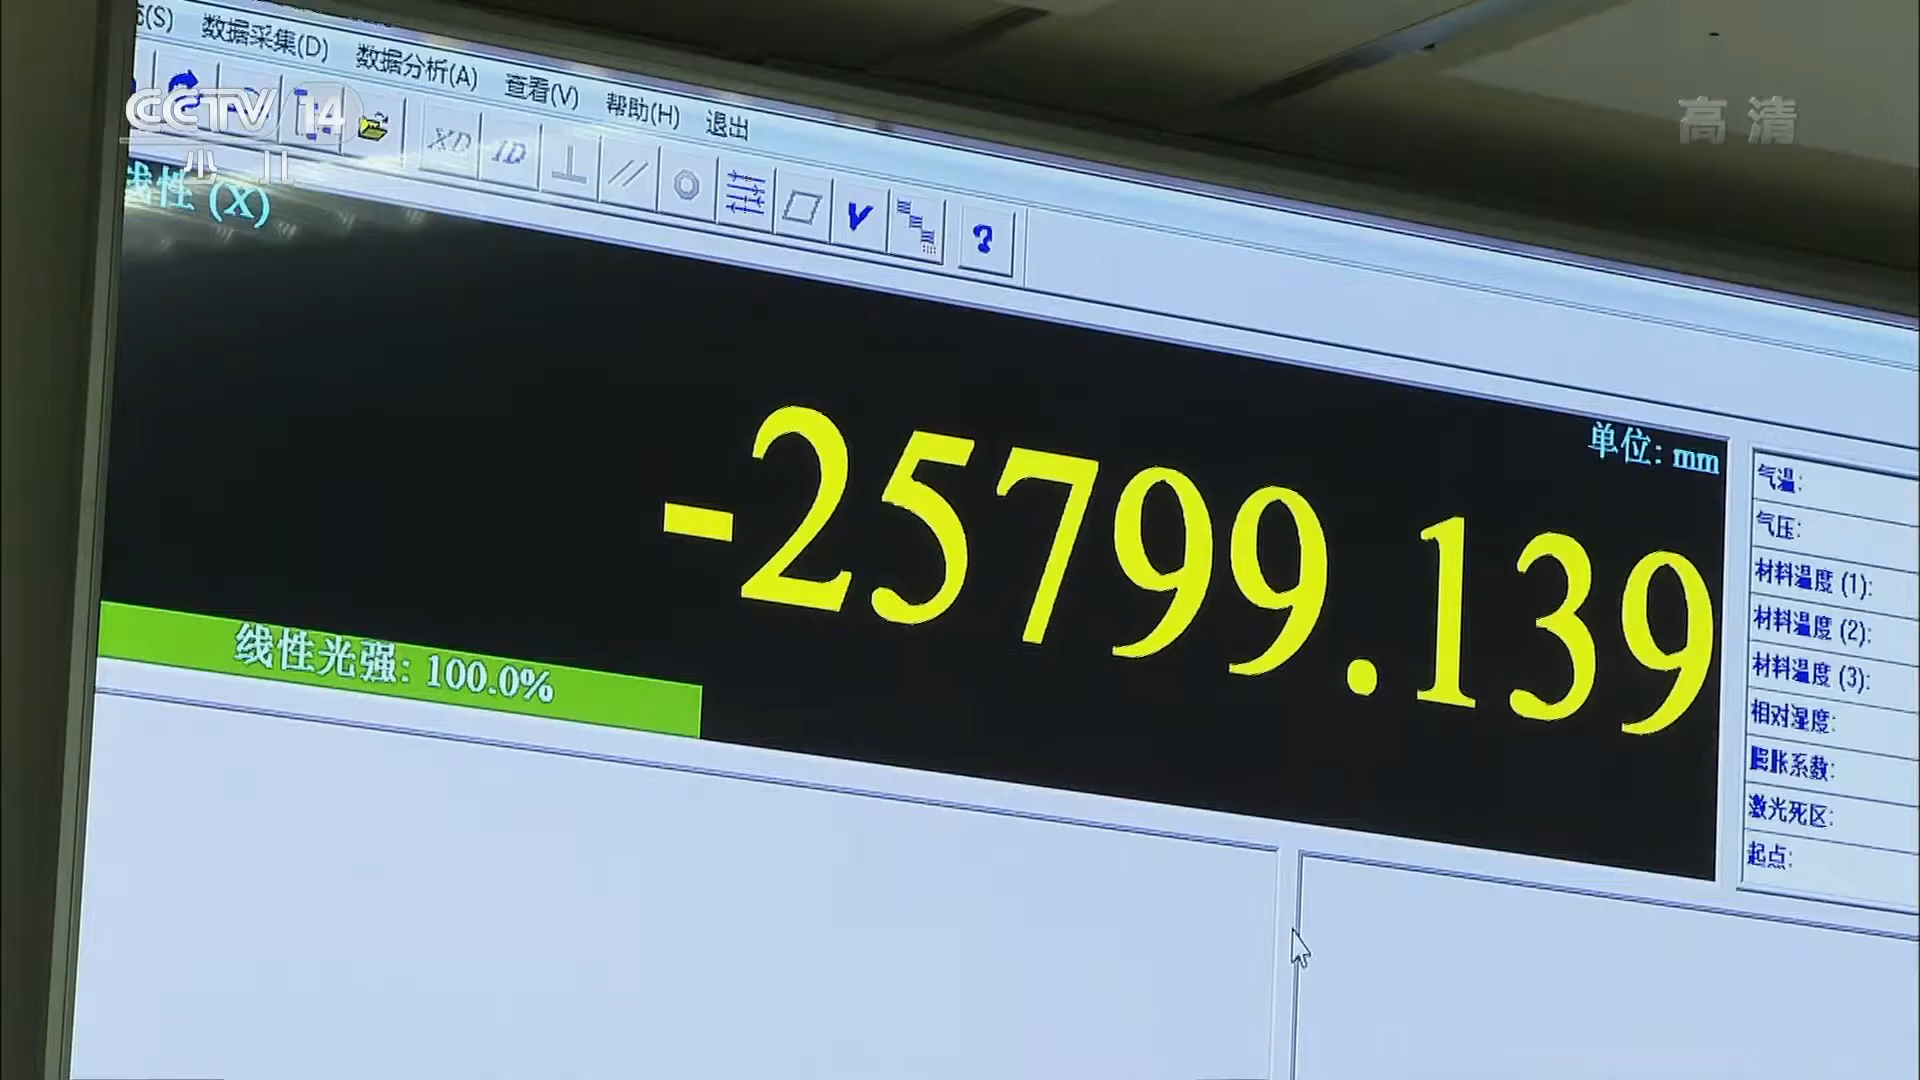 (S) 数据采集(D) 数据分析(A) 查看(V) 帮助(H) 退出
CCTV 14
少儿
高清
XD 1D
?
线性 (X)
单位: mm
-25799.139
线性光强: 100.0%
气温:
气压:
材料温度 (1):
材料温度 (2):
材料温度 (3):
相对湿度:
膨胀系数:
激光死区:
起点: